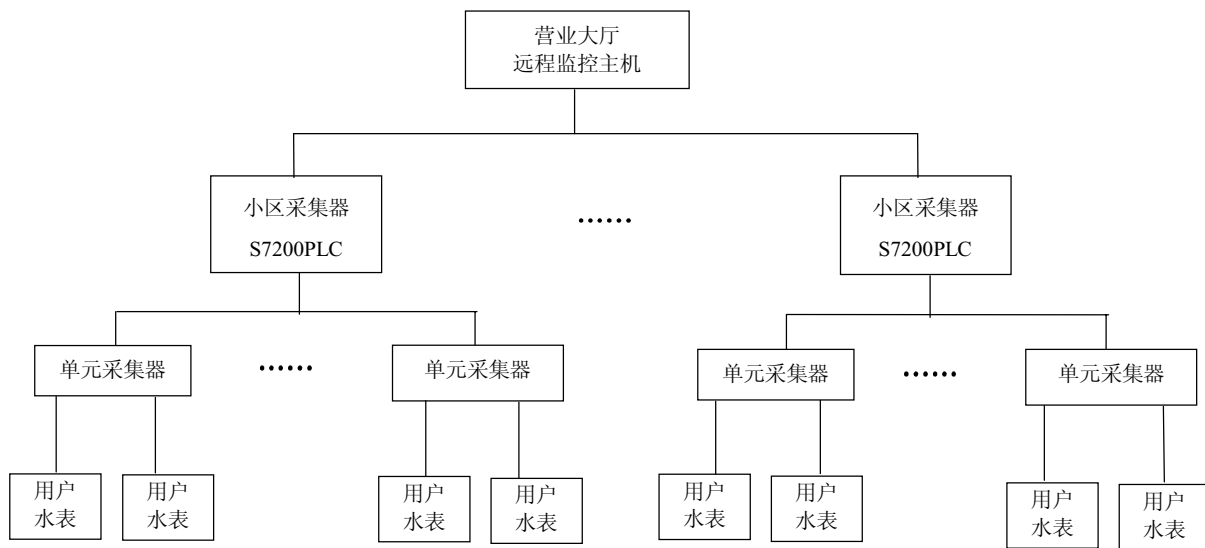 营业大厅
远程监控主机
小区采集器
S7200PLC
……
小区采集器
S7200PLC
单元采集器
……
单元采集器
单元采集器
……
单元采集器
用户
水表
用户
水表
用户
水表
用户
水表
用户
水表
用户
水表
用户
水表
用户
水表